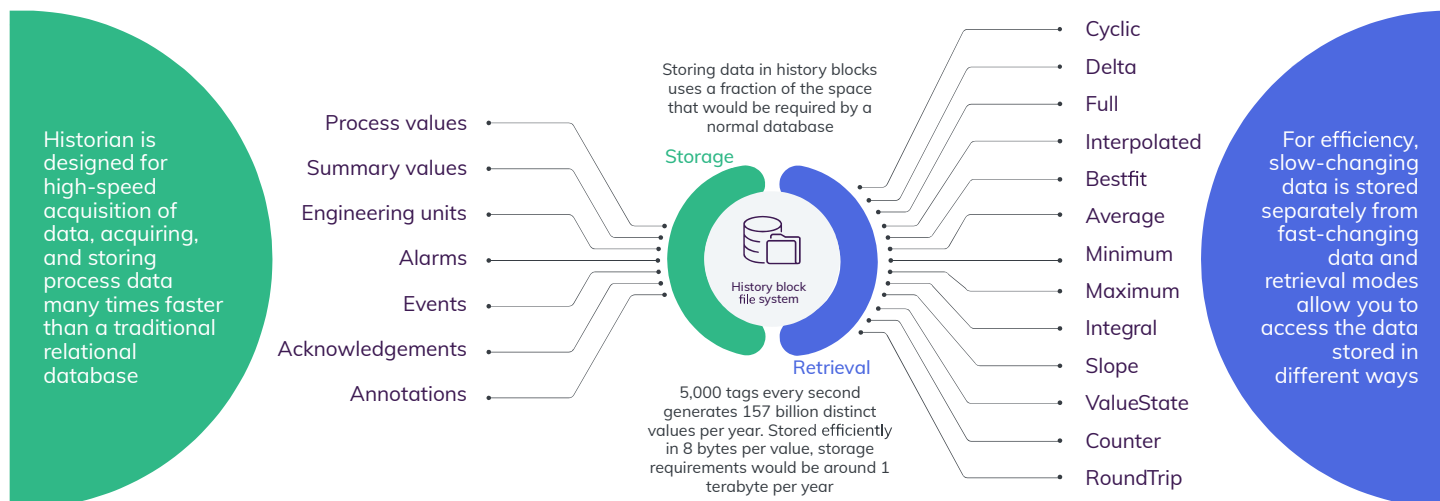 Historian is
designed for
high-speed
acquisition of
data, acquiring,
and storing
process data
many times faster
than a traditional
relational
database
Process values
Summary values
Engineering units
Alarms
Events
Acknowledgements
Annotations
Storing data in history blocks
uses a fraction of the space
that would be required by a
normal database
Storage
History block
file system
Retrieval
5,000 tags every second
generates 157 billion distinct
values per year. Stored efficiently
in 8 bytes per value, storage
requirements would be around 1
terabyte per year
Cyclic
Delta
Full
Interpolated
Bestfit
Average
Minimum
Maximum
Integral
Slope
ValueState
Counter
RoundTrip
For efficiency,
slow-changing
data is stored
separately from
fast-changing
data and
retrieval modes
allow you to
access the data
stored in
different ways